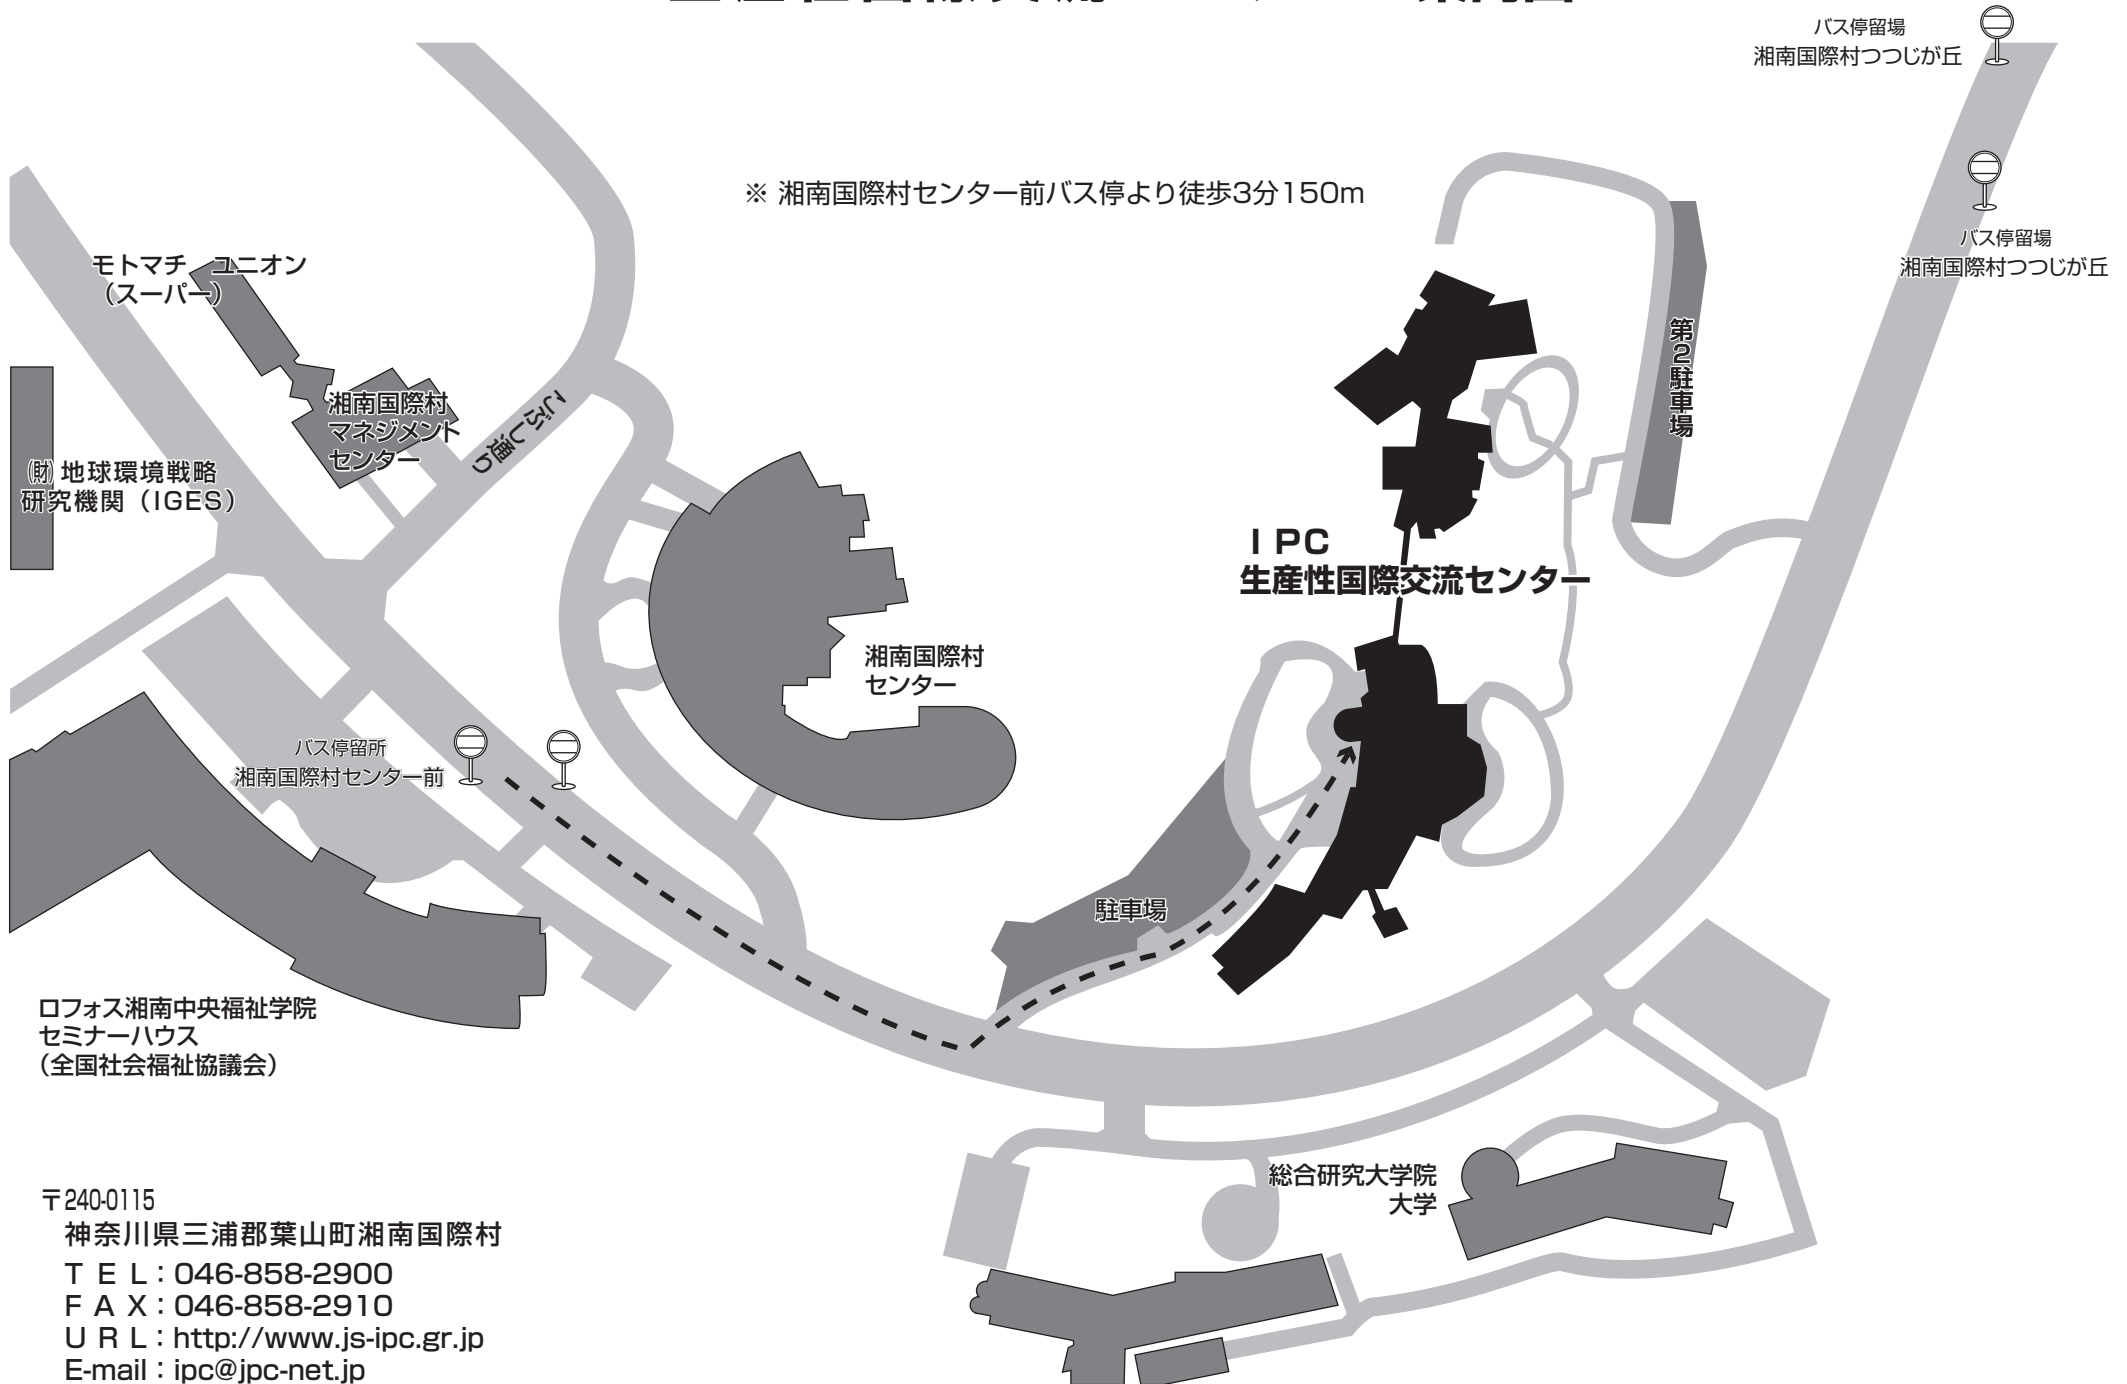 バス停留場
湘南国際村つつじが丘
※ 湘南国際村センター前バス停より徒歩3分150m
バス停留場
湘南国際村つつじが丘
モトマチ　ユニオン
（スーパー）
第2駐車場
湘南国際村
マネジメント
センター
こぶし通り
㈶地球環境戦略
研究機関（IGES）
I PC
生産性国際交流センター
湘南国際村
センター
バス停留所
湘南国際村センター前
駐車場
ロフォス湘南中央福祉学院
セミナーハウス
（全国社会福祉協議会）
総合研究大学院
大学
〒240-0115
神奈川県三浦郡葉山町湘南国際村
T E L：046-858-2900
F A X：046-858-2910
U R L：http://www.js-ipc.gr.jp
E-mail：ipc@jpc-net.jp